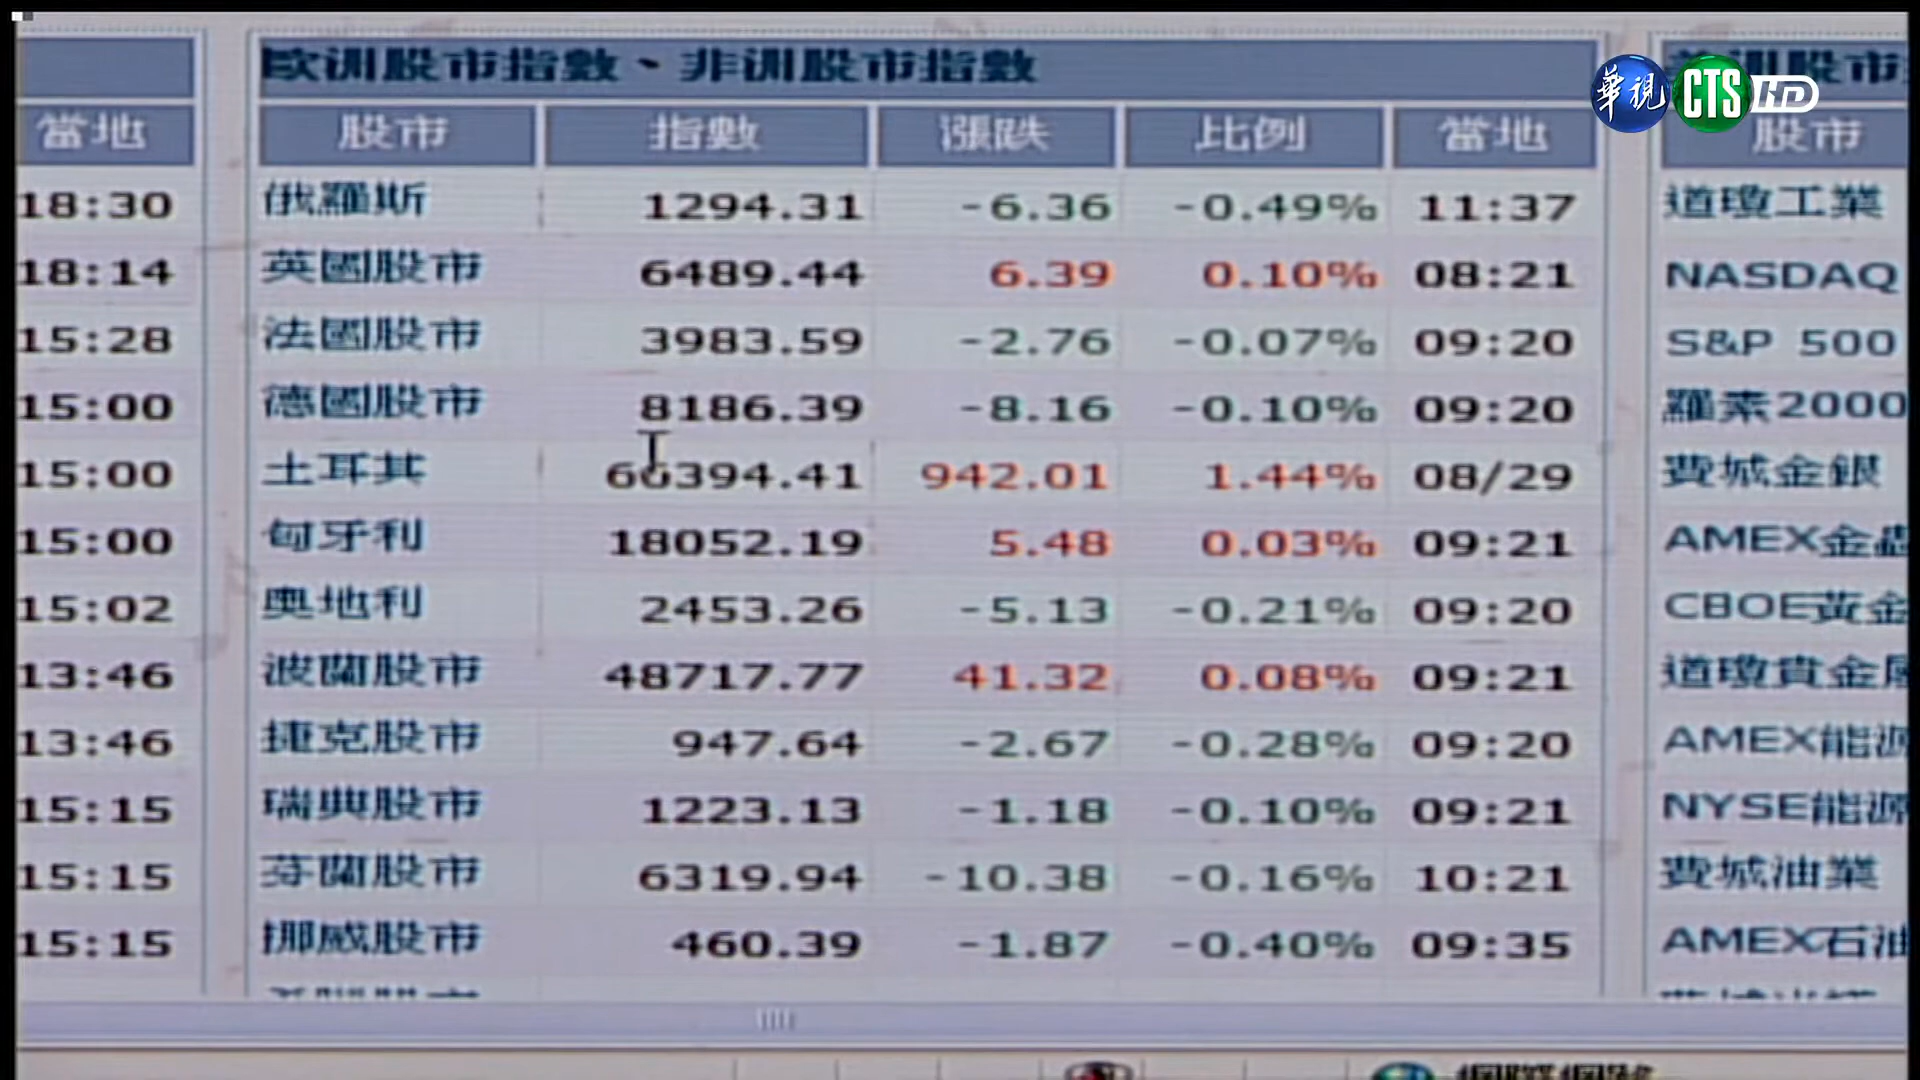 歐洲股市指數、非洲股市指數
華視 CTS HD
當地 股市 指數 漲跌 比例 當地 股市
18:30 俄羅斯 1294.31 -6.36 -0.49% 11:37 道瓊工業
18:14 英國股市 6489.44 6.39 0.10% 08:21 NASDAQ
15:28 法國股市 3983.59 -2.76 -0.07% 09:20 S&P 500
15:00 德國股市 8186.39 -8.16 -0.10% 09:20 羅素2000
15:00 土耳其 66394.41 942.01 1.44% 08/29 費城金銀
15:00 匈牙利 18052.19 5.48 0.03% 09:21 AMEX金蟲
15:02 奧地利 2453.26 -5.13 -0.21% 09:20 CBOE黃金
13:46 波蘭股市 48717.77 41.32 0.08% 09:21 道瓊貴金屬
13:46 捷克股市 947.64 -2.67 -0.28% 09:20 AMEX能源
15:15 瑞典股市 1223.13 -1.18 -0.10% 09:21 NYSE能源
15:15 芬蘭股市 6319.94 -10.38 -0.16% 10:21 費城油業
15:15 挪威股市 460.39 -1.87 -0.40% 09:35 AMEX石油